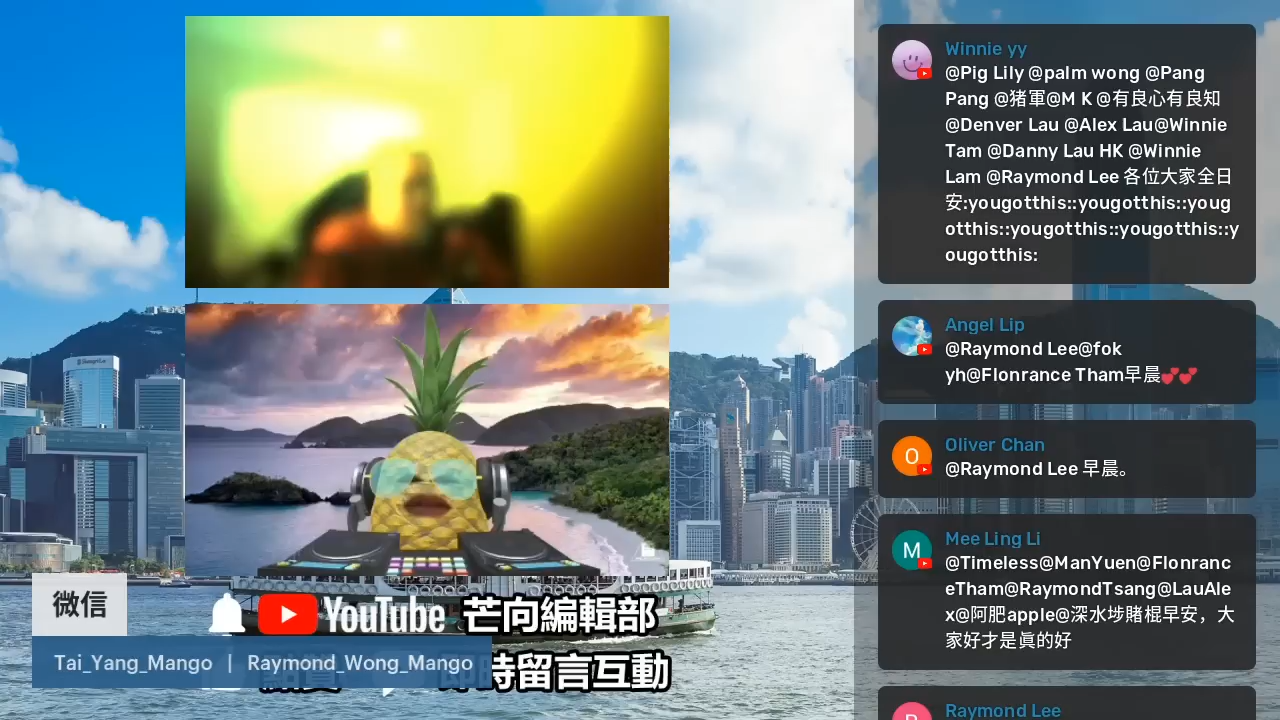 Winnie yy
@Pig Lily @palm wong @Pang
Pang @猪軍@M K @有良心有良知
@Denver Lau @Alex Lau@Winnie
Tam @Danny Lau HK @Winnie
Lam @Raymond Lee 各位大家全日
安:yougotthis::yougotthis::youg
otthis::yougotthis::yougotthis::y
ougotthis:
Angel Lip
@Raymond Lee@fok
yh@Flonrance Tham早晨💕💕
Oliver Chan
@Raymond Lee 早晨。
Mee Ling Li
@Timeless@ManYuen@Flonranc
eTham@RaymondTsang@LauAle
x@阿肥apple@深水埗賭棍早安，大
家好才是眞的好
Raymond Lee
微信
YouTube 芒向編輯部
Tai_Yang_Mango | Raymond_Wong_Mango
即時留言互動